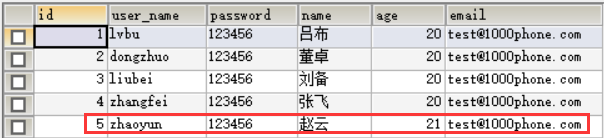 id user_name password name age email
1 lvbu 123456 吕布 20 test@1000phone.com
2 dongzhuo 123456 董卓 20 test@1000phone.com
3 liubei 123456 刘备 20 test@1000phone.com
4 zhangfei 123456 张飞 20 test@1000phone.com
5 zhaoyun 123456 赵云 21 test@1000phone.com